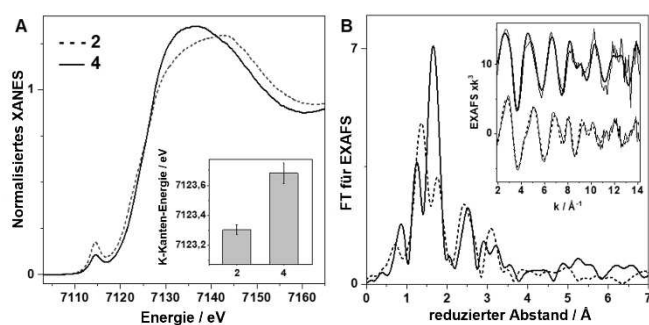 A
2
4
Normalisiertes XANES
1
0
7110 7120 7130 7140 7150 7160
Energie / eV
K-Kanten-Energie / eV
7123,6
7123,4
7123,2
2 4
B
7
0
FT für EXAFS
0 1 2 3 4 5 6 7
reduzierter Abstand / Å
EXAFS xk³
10
0
2 4 6 8 10 12 14
k / Å⁻¹